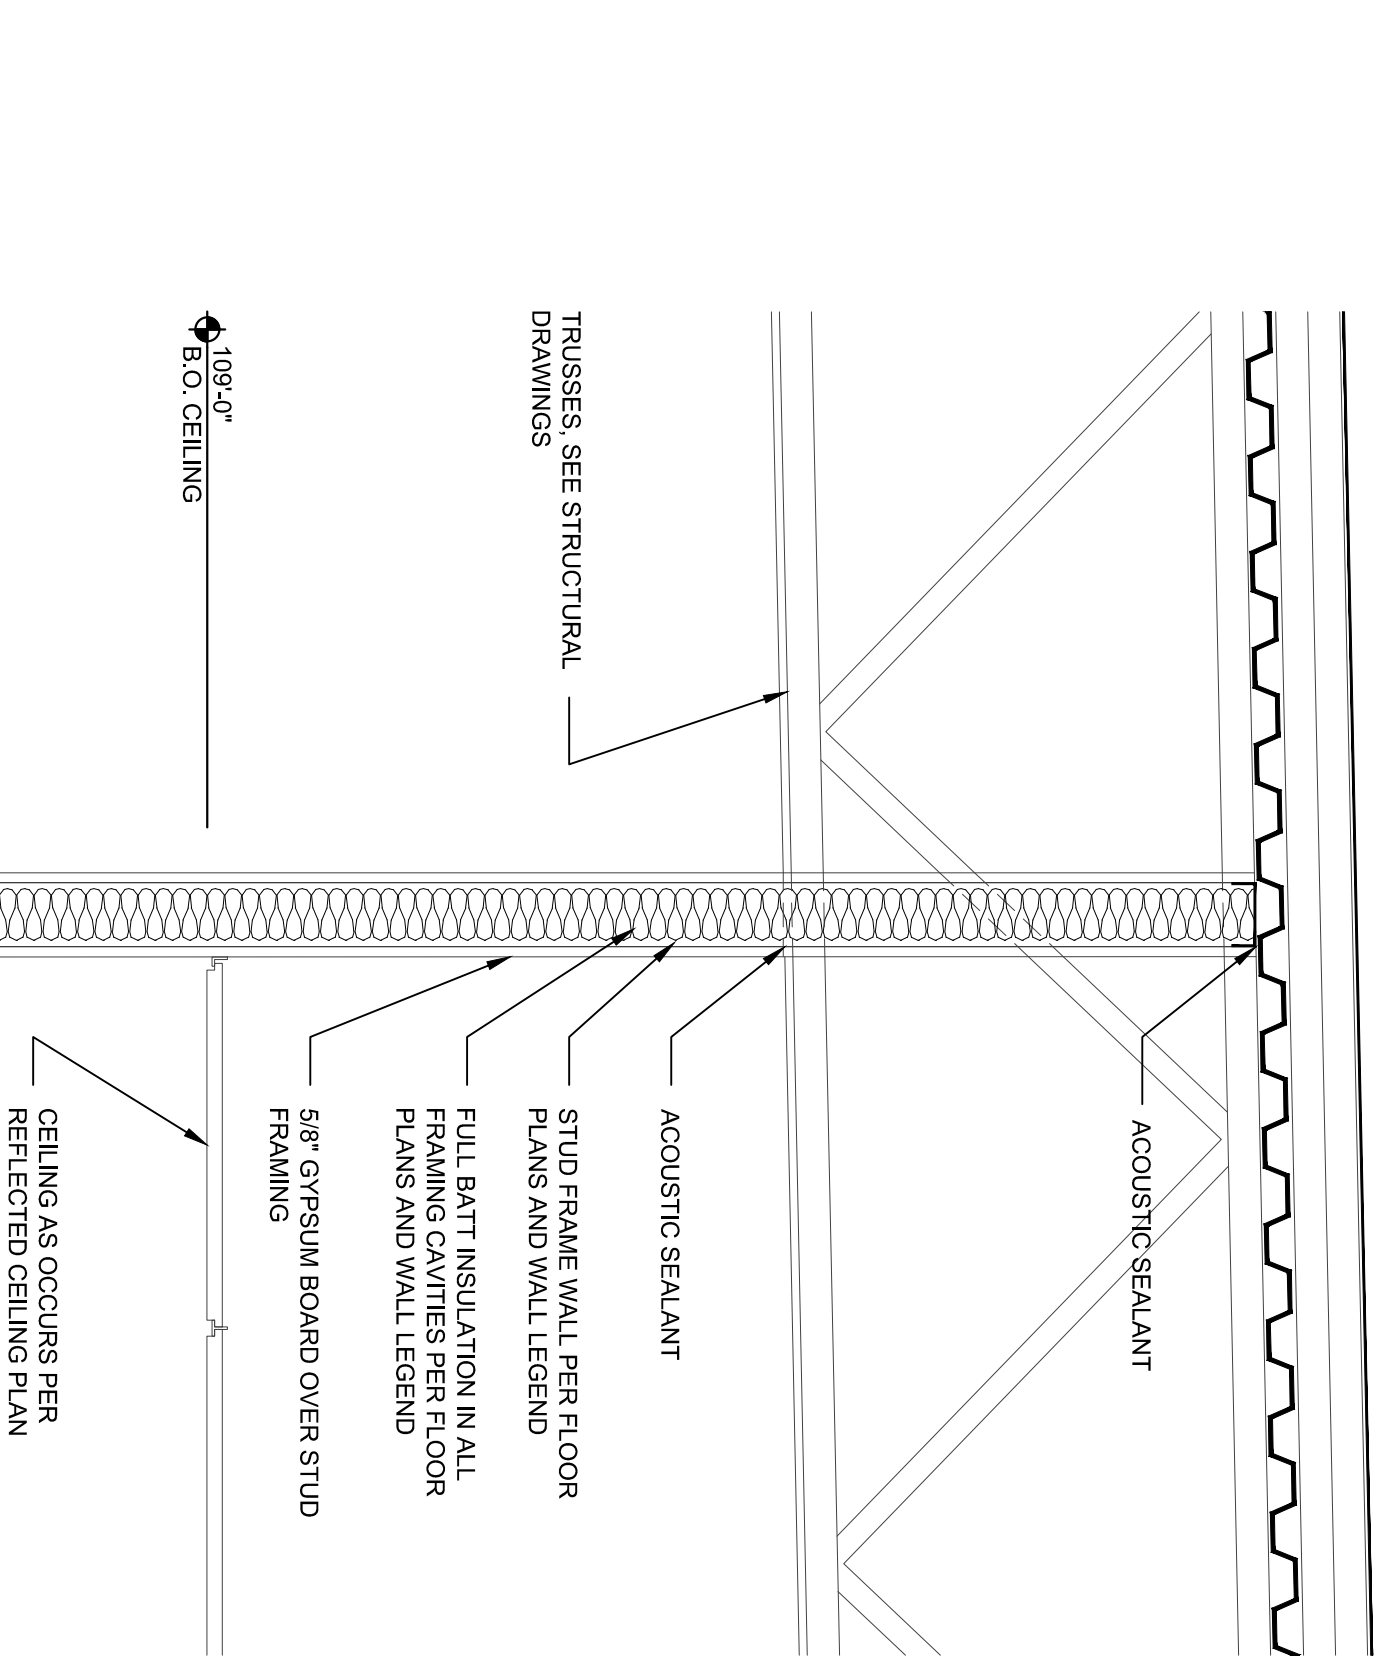 ACOUSTIC SEALANT
TRUSSES, SEE STRUCTURAL
DRAWINGS
ACOUSTIC SEALANT
STUD FRAME WALL PER FLOOR
PLANS AND WALL LEGEND
FULL BATT INSULATION IN ALL
FRAMING CAVITIES PER FLOOR
PLANS AND WALL LEGEND
5/8" GYPSUM BOARD OVER STUD
FRAMING
109'-0"
B.O. CEILING
CEILING AS OCCURS PER
REFLECTED CEILING PLAN